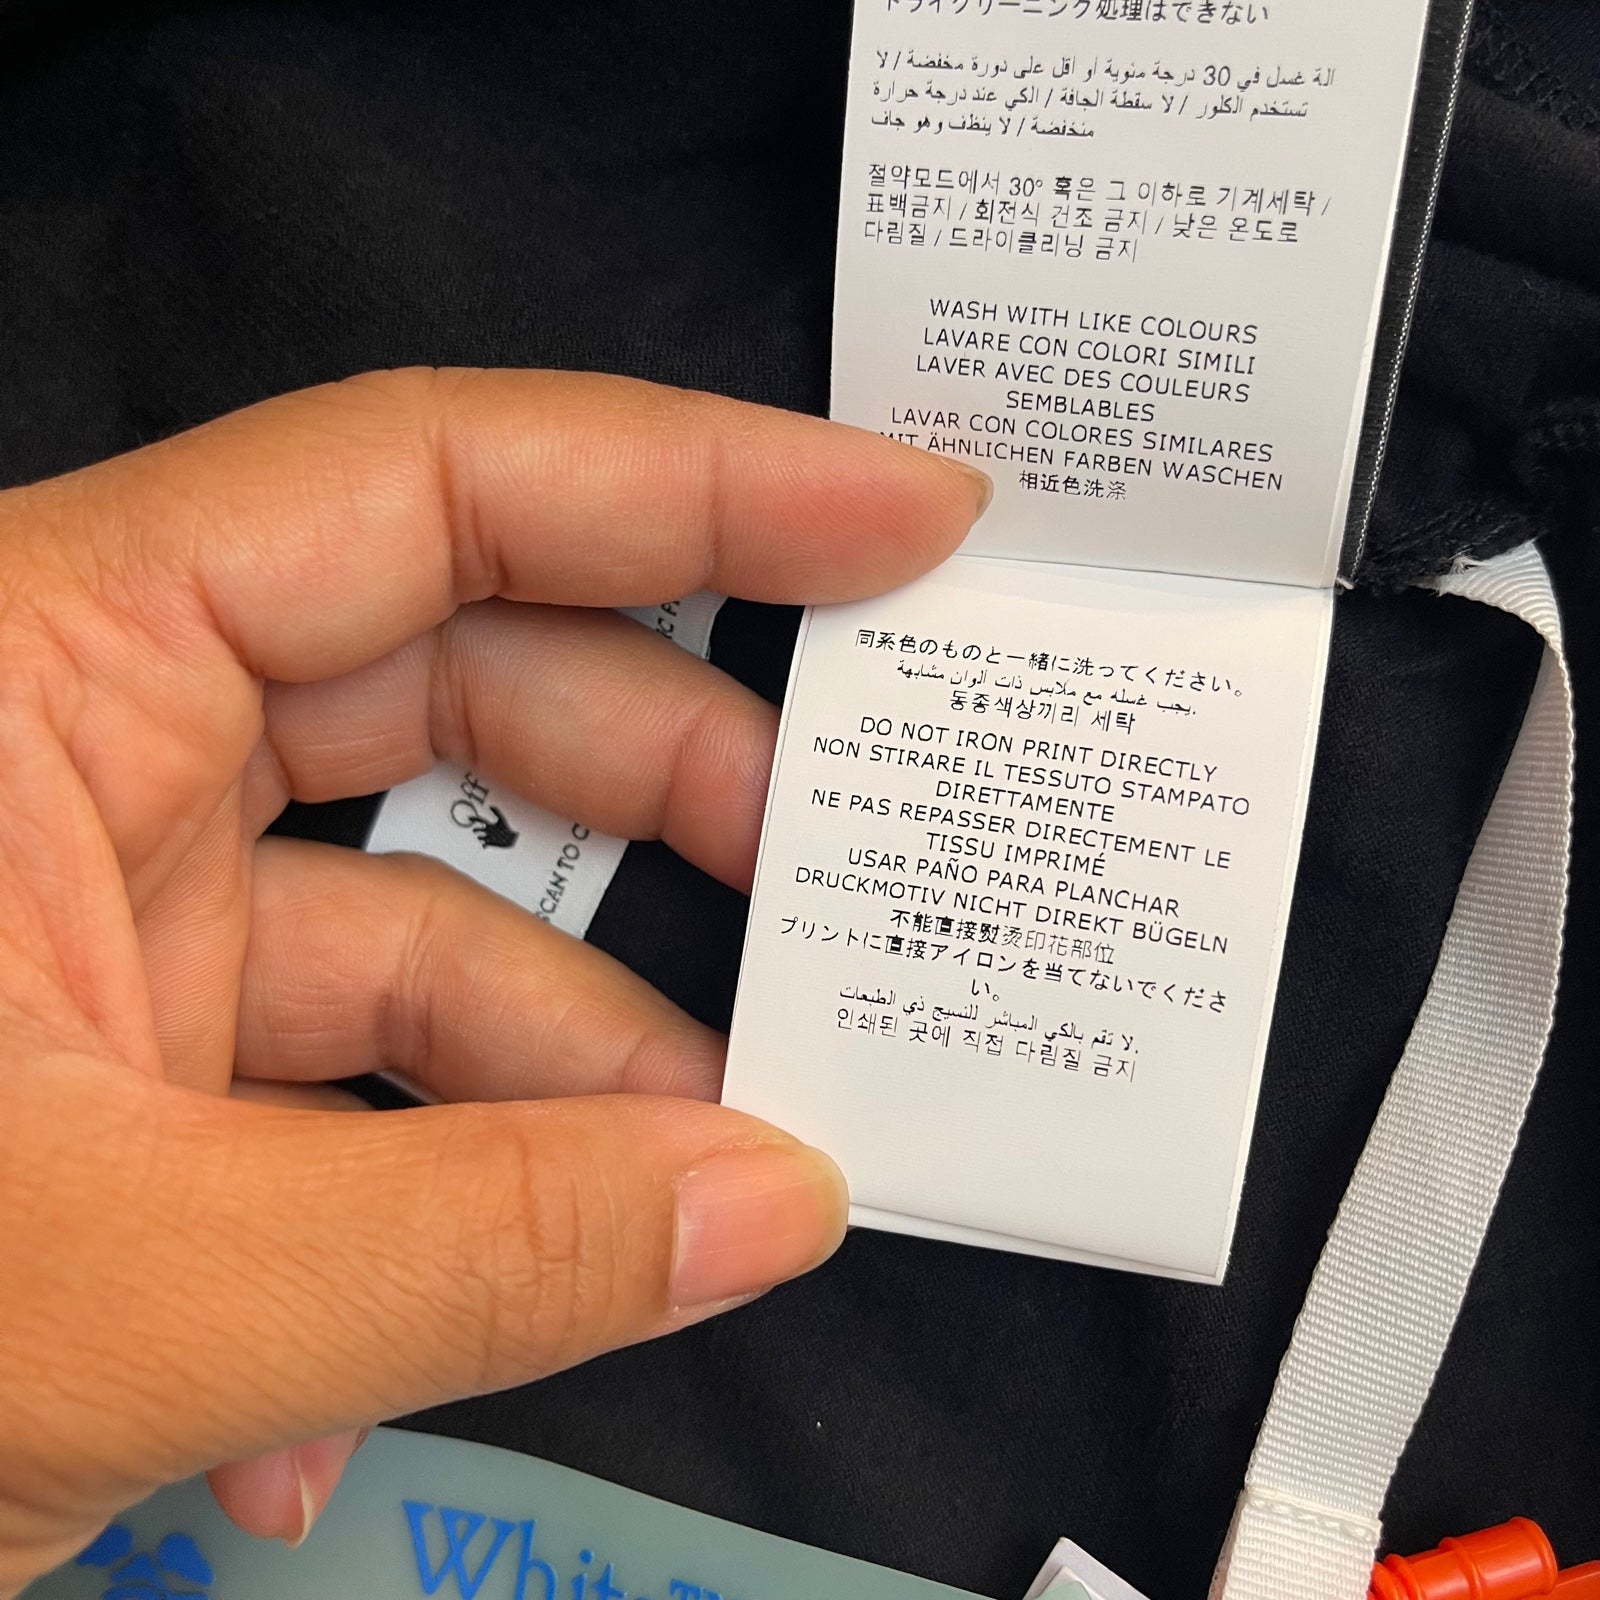 ドライクリーニング処理はできない
آلة غسل في 30 درجة مئوية أو أقل على دورة مخفضة / لا
تستخدم الكلور / لا سقطة الجافة / الكي عند درجة حرارة
منخفضة / لا ينظف وهو جاف
절약모드에서 30° 혹은 그 이하로 기계세탁 /
표백금지 / 회전식 건조 금지 / 낮은 온도로
다림질 / 드라이클리닝 금지
WASH WITH LIKE COLOURS
LAVARE CON COLORI SIMILI
LAVER AVEC DES COULEURS
SEMBLABLES
LAVAR CON COLORES SIMILARES
MIT ÄHNLICHEN FARBEN WASCHEN
相近色洗涤
同系色のものと一緒に洗ってください。
يجب غسله مع ملابس ذات ألوان مشابهة.
동종색상끼리 세탁
DO NOT IRON PRINT DIRECTLY
NON STIRARE IL TESSUTO STAMPATO
DIRETTAMENTE
NE PAS REPASSER DIRECTEMENT LE
TISSU IMPRIMÉ
USAR PAÑO PARA PLANCHAR
DRUCKMOTIV NICHT DIREKT BÜGELN
不能直接熨烫印花部位
プリントに直接アイロンを当てないでくださ
い。
لا تقم بالكي المباشر للنسيج ذي الطبعات.
인쇄된 곳에 직접 다림질 금지
Off
SCAN TO
White™